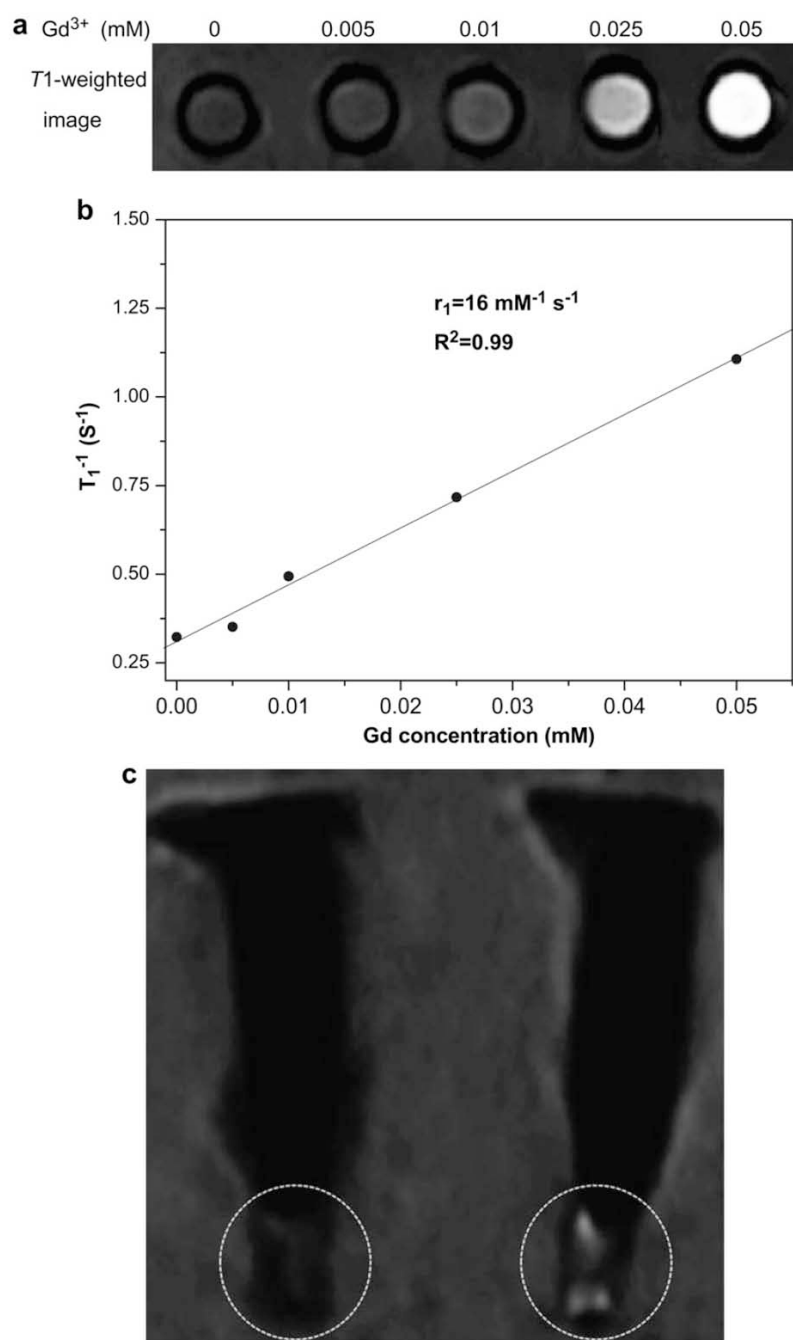 a Gd³⁺ (mM) 0 0.005 0.01 0.025 0.05
T1-weighted
image
b
1.50
1.25
1.00
0.75
0.50
0.25
T₁⁻¹ (S⁻¹)
r₁=16 mM⁻¹ s⁻¹
R²=0.99
0.00 0.01 0.02 0.03 0.04 0.05
Gd concentration (mM)
c